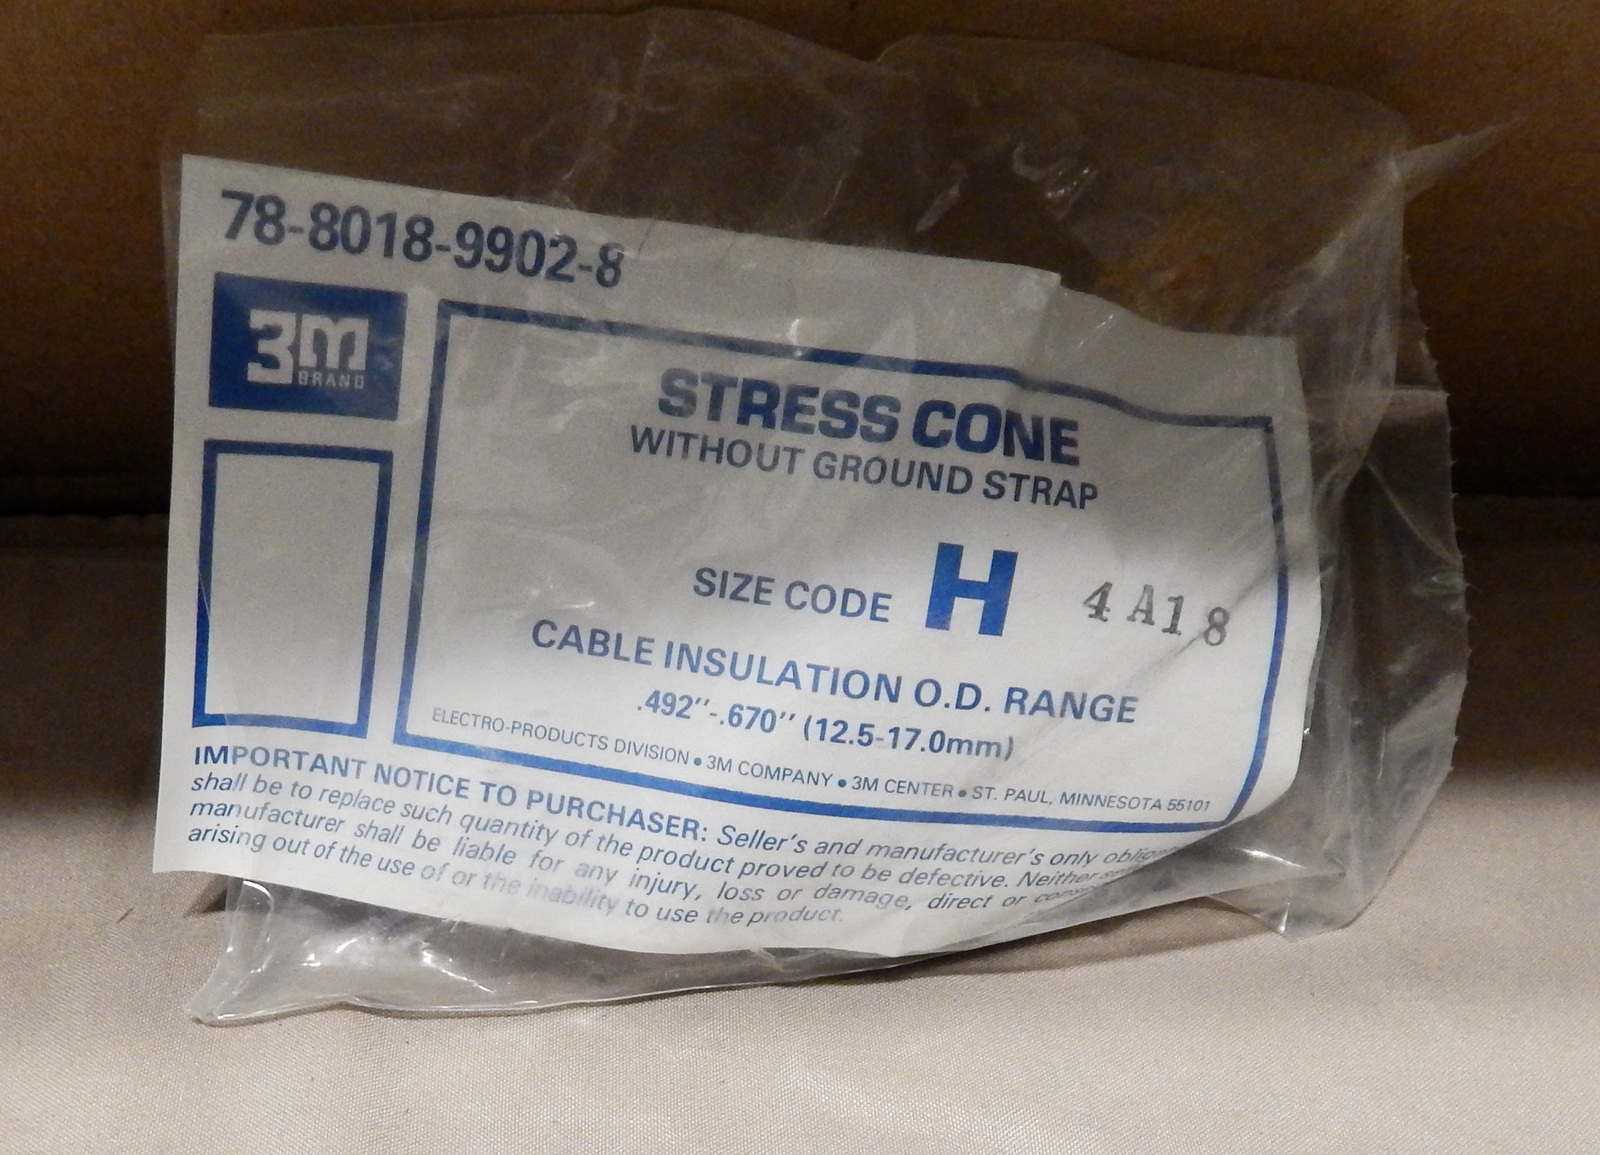 78-8018-9902-8
3M
BRAND
STRESS CONE
WITHOUT GROUND STRAP
SIZE CODE H 4A18
CABLE INSULATION O.D. RANGE
.492″-.670″ (12.5-17.0mm)
ELECTRO-PRODUCTS DIVISION • 3M COMPANY • 3M CENTER • ST. PAUL, MINNESOTA 55101
IMPORTANT NOTICE TO PURCHASER: Seller's and manufacturer's only
shall be to replace such quantity of the product proved to be defective. Neither
manufacturer shall be liable for any injury, loss or damage, direct or
arising out of the use of or the inability to use the product.